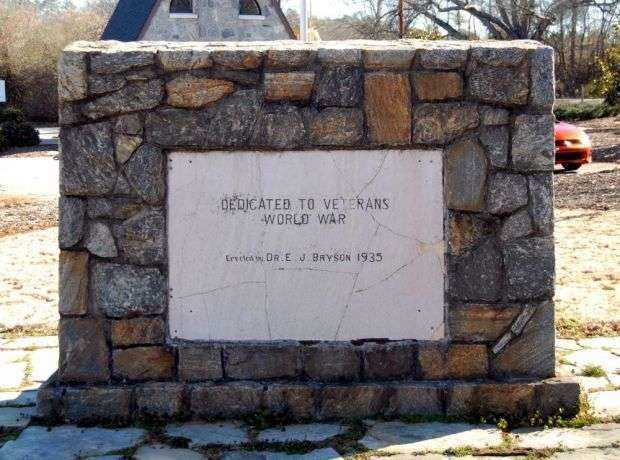 DEDICATED TO VETERANS
WORLD WAR
Erected by DR. E. J. BRYSON 1935